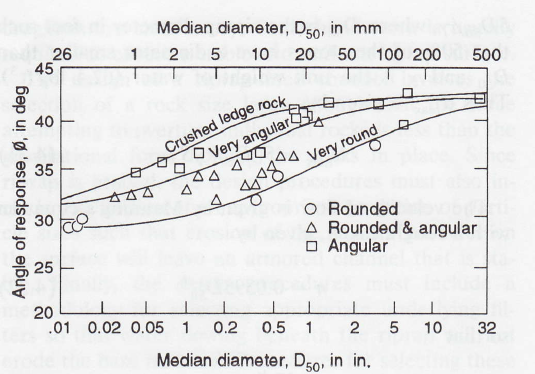 Median diameter, D50, in mm
26 1 2 5 10 20 50 100 200 500
45
40
35
30
25
20
Angle of response, ø, in deg.
Crushed ledge rock
Very angular
Very round
Rounded
Rounded & angular
Angular
.01 0.02 0.05 0.1 0.2 0.5 1 2 5 10 32
Median diameter, D50, in in.